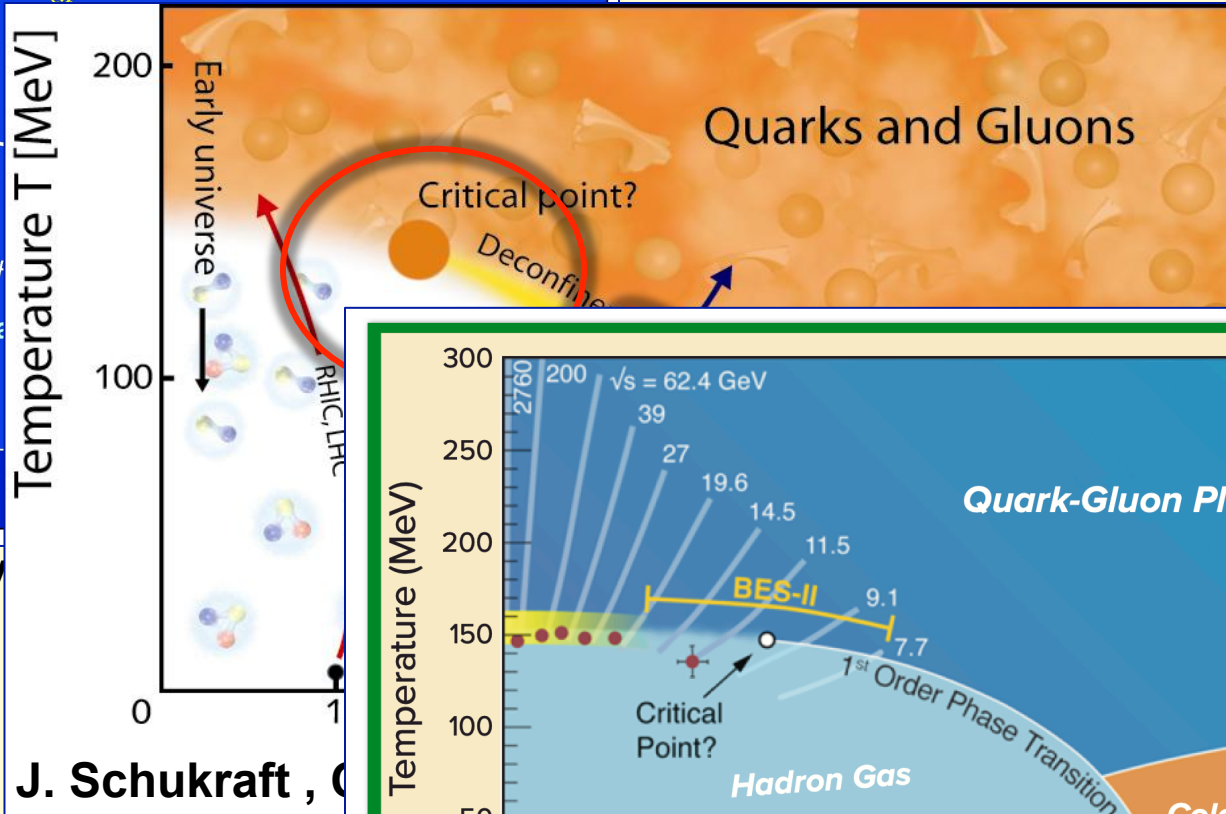 Temperature T [MeV]
200
100
0
1
Early universe
Quarks and Gluons
Critical point?
RHIC, LHC
J. Schukraft ,
Temperature (MeV)
300
250
200
150
100
2760
200
√s = 62.4 GeV
39
27
19.6
14.5
11.5
9.1
7.7
BES-II
Quark-Gluon
1st Order Phase Transition
Critical
Point?
Hadron Gas